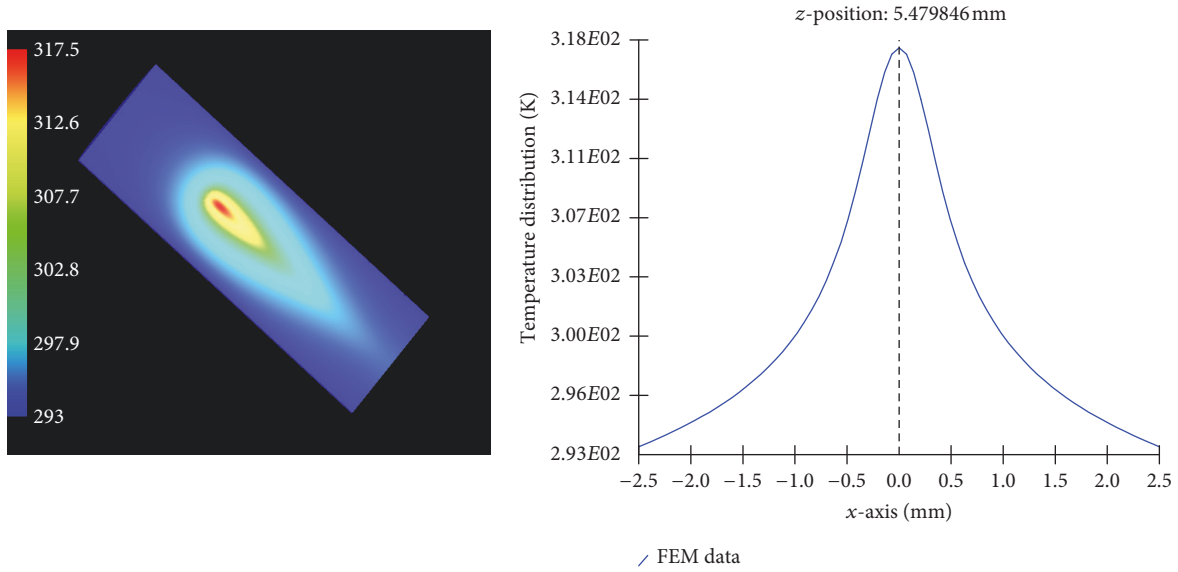 317.5
312.6
307.7
302.8
297.9
293
z-position: 5.479846 mm
Temperature distribution (K)
3.18E02
3.14E02
3.11E02
3.07E02
3.03E02
3.00E02
2.96E02
2.93E02
−2.5 −2.0 −1.5 −1.0 −0.5 0.0 0.5 1.0 1.5 2.0 2.5
x-axis (mm)
FEM data